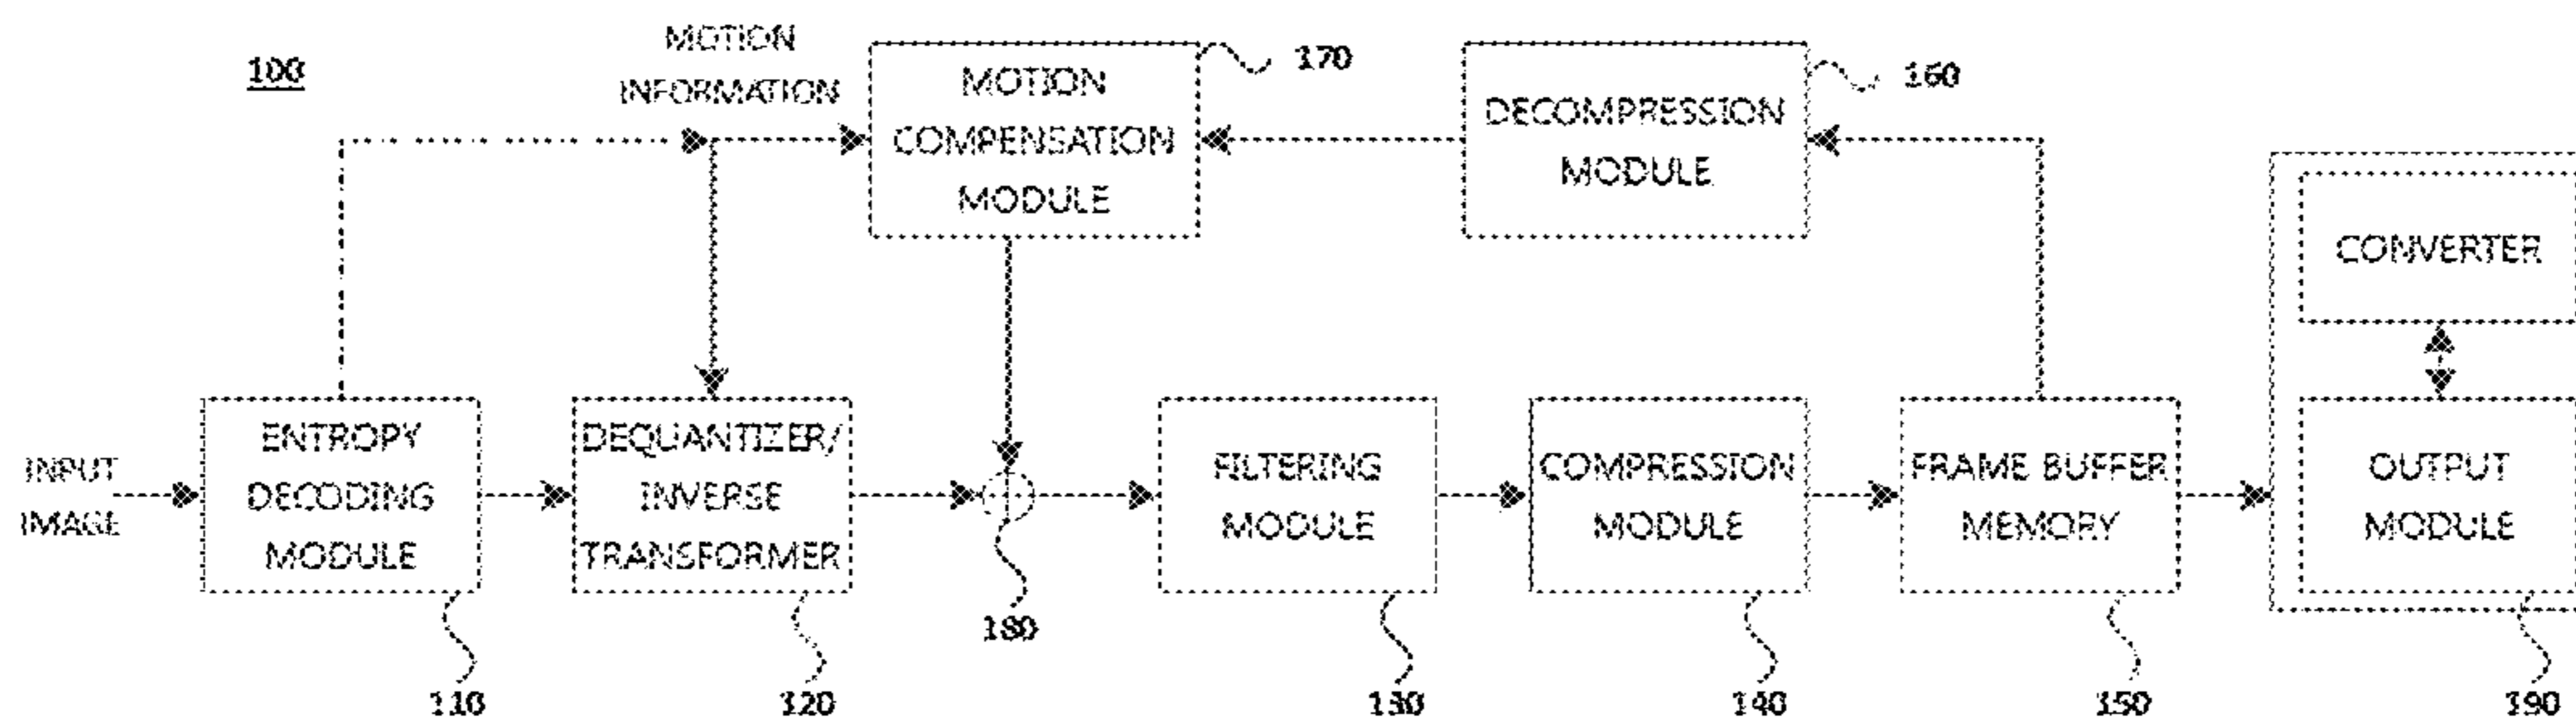 100
MOTION
INFORMATION
MOTION
COMPENSATION
MODULE
170
DECOMPRESSION
MODULE
160
CONVERTER
INPUT
IMAGE
ENTROPY
DECODING
MODULE
DEQUANTIZER/
INVERSE
TRANSFORMER
FILTERING
MODULE
COMPRESSION
MODULE
FRAME BUFFER
MEMORY
OUTPUT
MODULE
180
110
120
130
140
150
190